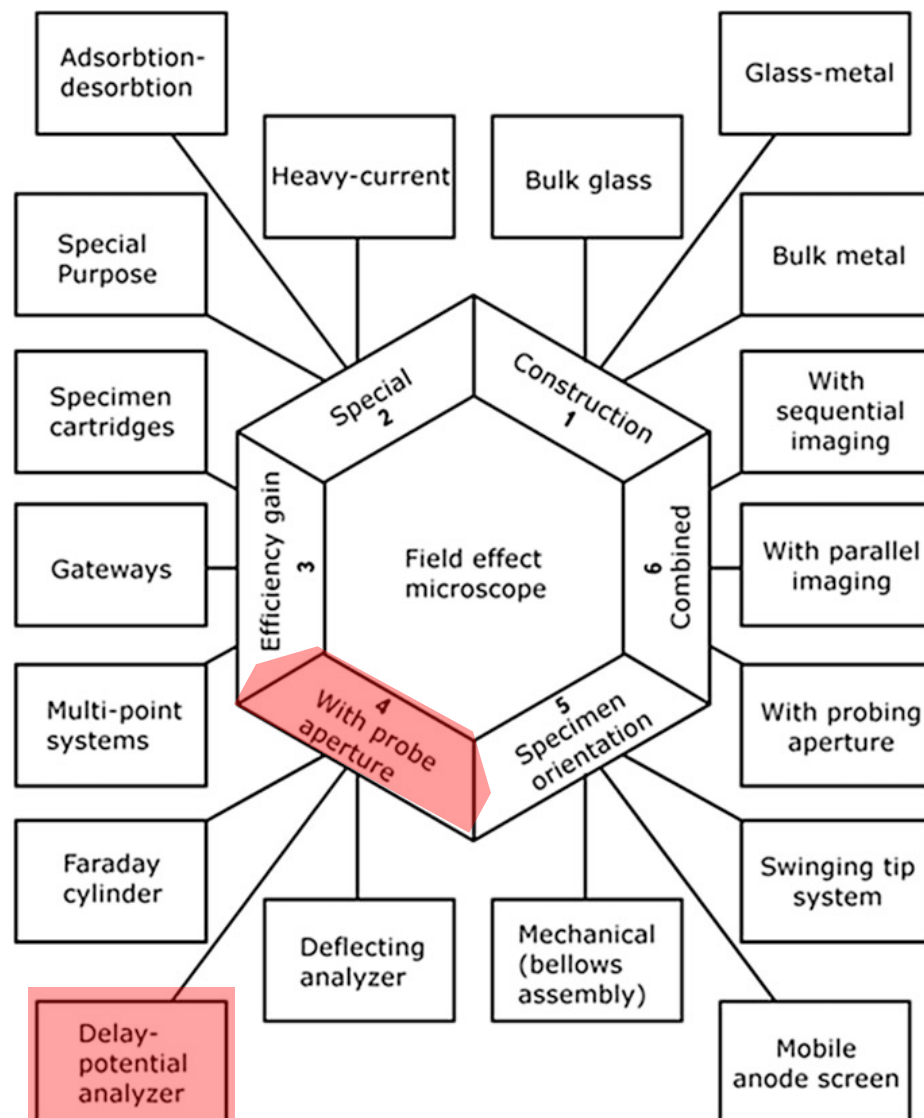 Adsorbtion-
desorbtion
Heavy-current
Bulk glass
Glass-metal
Special
Purpose
Bulk metal
Specimen
cartridges
With
sequential
imaging
Gateways
With parallel
imaging
Multi-point
systems
With probing
aperture
Faraday
cylinder
Swinging tip
system
Deflecting
analyzer
Mechanical
(bellows
assembly)
Delay-
potential
analyzer
Mobile
anode screen
Construction
1
Special
2
Efficiency gain
3
4
With probe
aperture
5
Specimen
orientation
Combined
6
Field effect
microscope